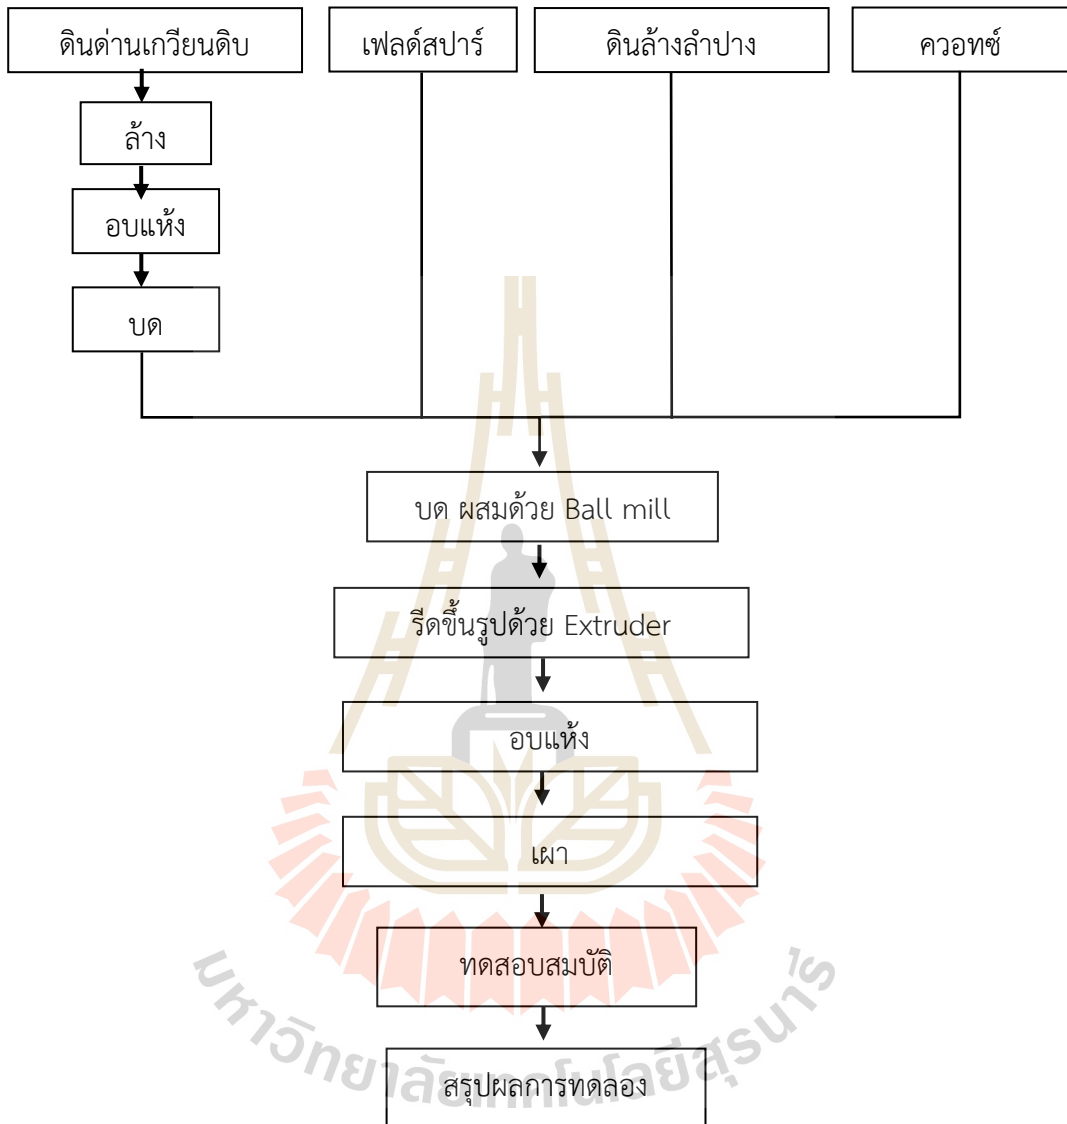 ดินด่านเกวียนดิบ
เฟลด์สปาร์
ดินล้างลำปาง
ควอทซ์
ล้าง
อบแห้ง
บด
บด ผสมด้วย Ball mill
รีดขึ้นรูปด้วย Extruder
อบแห้ง
เผา
ทดสอบสมบัติ
สรุปผลการทดลอง
มหาวิทยาลัยเทคโนโลยีสุรนารี